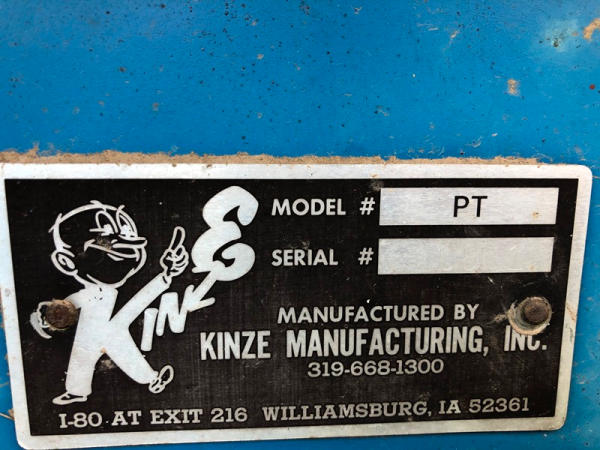 KINZE
MODEL # PT
SERIAL #
MANUFACTURED BY
KINZE MANUFACTURING, INC.
319-668-1300
I-80 AT EXIT 216 WILLIAMSBURG, IA 52361